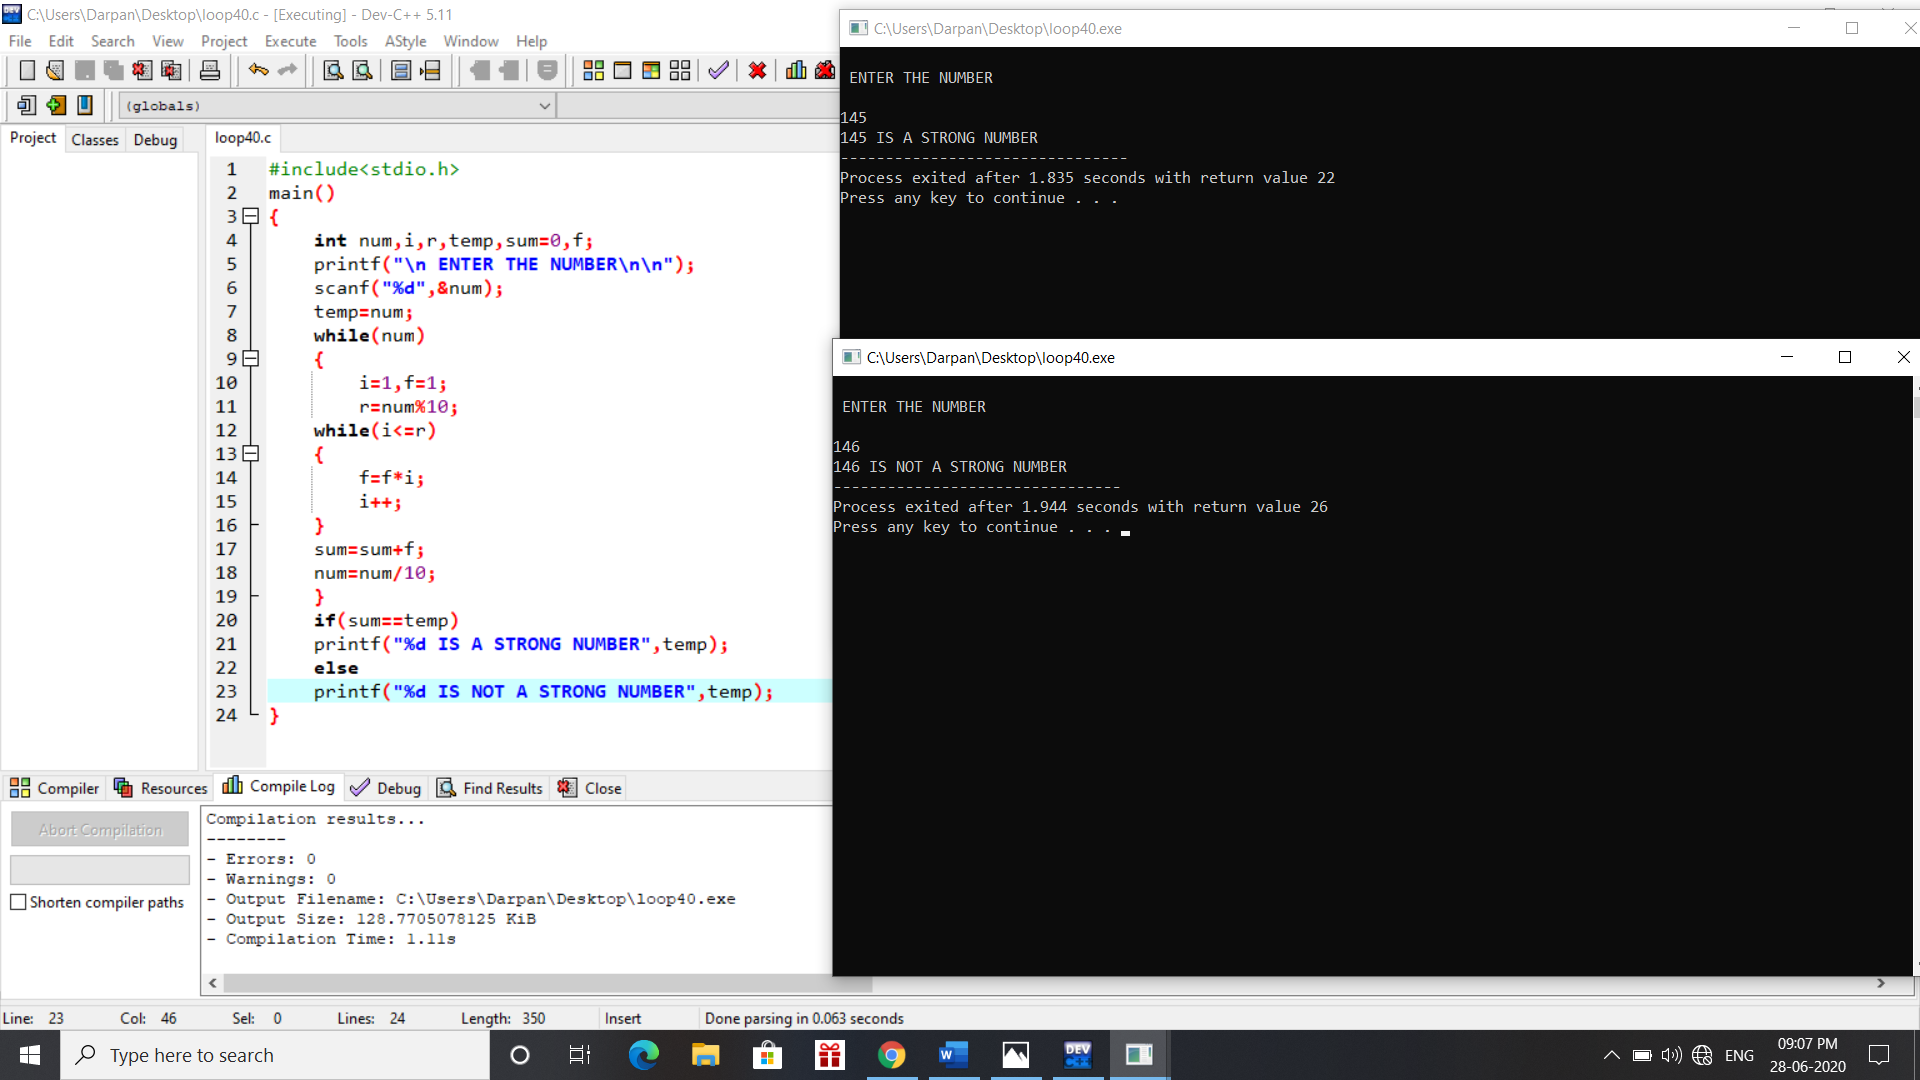 C:\Users\Darpan\Desktop\loop40.c - [Executing] - Dev-C++ 5.11
File Edit Search View Project Execute Tools AStyle Window Help
(globals)
Project Classes Debug
loop40.c
1 #include<stdio.h>
2 main()
3 {
4 int num,i,r,temp,sum=0,f;
5 printf("\n ENTER THE NUMBER\n\n");
6 scanf("%d",&num);
7 temp=num;
8 while(num)
9 {
10 i=1,f=1;
11 r=num%10;
12 while(i<=r)
13 {
14 f=f*i;
15 i++;
16 }
17 sum=sum+f;
18 num=num/10;
19 }
20 if(sum==temp)
21 printf("%d IS A STRONG NUMBER",temp);
22 else
23 printf("%d IS NOT A STRONG NUMBER",temp);
24 }
C:\Users\Darpan\Desktop\loop40.exe
ENTER THE NUMBER
145
145 IS A STRONG NUMBER
--------------------------------
Process exited after 1.835 seconds with return value 22
Press any key to continue . . .
C:\Users\Darpan\Desktop\loop40.exe
ENTER THE NUMBER
146
146 IS NOT A STRONG NUMBER
--------------------------------
Process exited after 1.944 seconds with return value 26
Press any key to continue . . .
Compiler Resources Compile Log Debug Find Results Close
Abort Compilation
Shorten compiler paths
Compilation results...
--------
- Errors: 0
- Warnings: 0
- Output Filename: C:\Users\Darpan\Desktop\loop40.exe
- Output Size: 128.7705078125 KiB
- Compilation Time: 1.11s
Line: 23 Col: 46 Sel: 0 Lines: 24 Length: 350 Insert Done parsing in 0.063 seconds
Type here to search
W
DEV C++
ENG
09:07 PM
28-06-2020